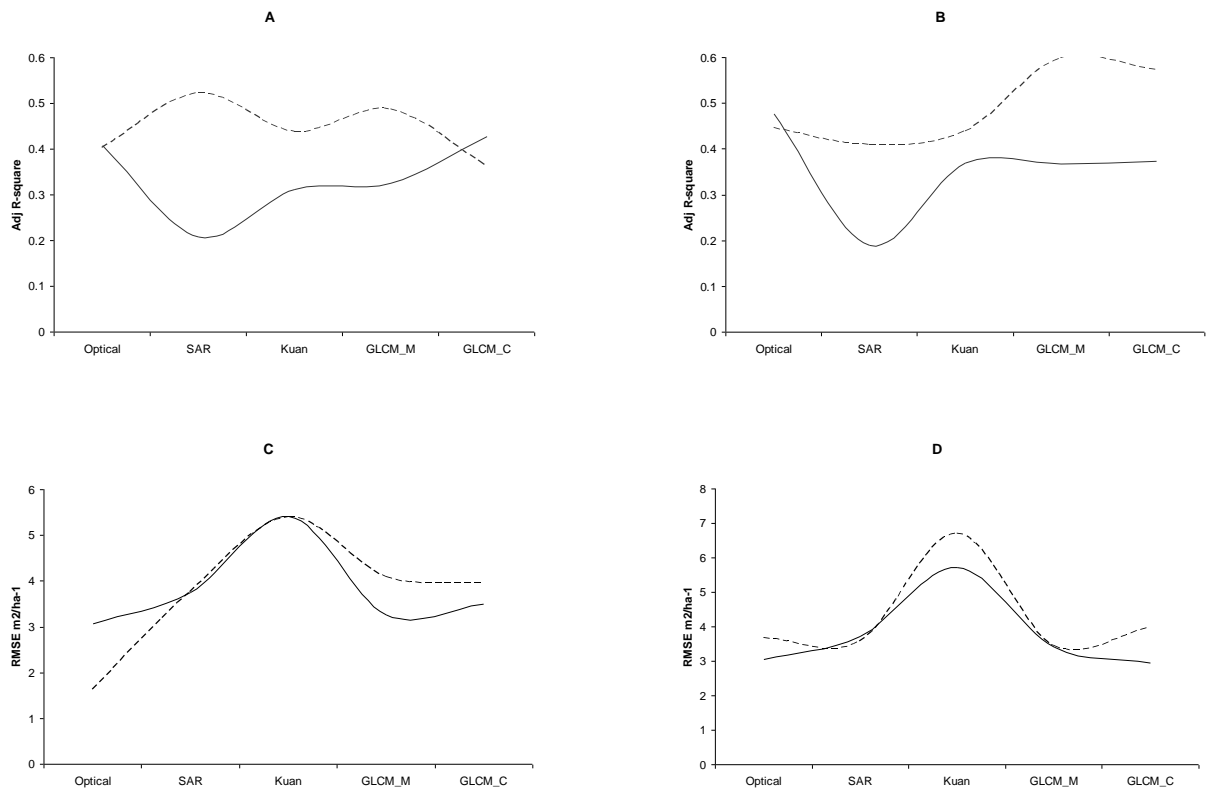 A
Adj R-square
0.6
0.5
0.4
0.3
0.2
0.1
0
Optical SAR Kuan GLCM_M GLCM_C
B
Adj R-square
0.6
0.5
0.4
0.3
0.2
0.1
0
Optical SAR Kuan GLCM_M GLCM_C
C
RMSE m2/ha-1
6
5
4
3
2
1
0
Optical SAR Kuan GLCM_M GLCM_C
D
RMSE m2/ha-1
8
7
6
5
4
3
2
1
0
Optical SAR Kuan GLCM_M GLCM_C